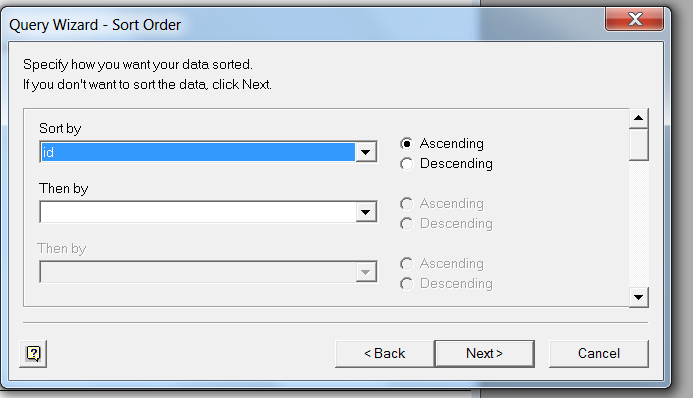 Query Wizard - Sort Order
Specify how you want your data sorted.
If you don't want to sort the data, click Next.
Sort by
id
Ascending
Descending
Then by
Ascending
Descending
Then by
Ascending
Descending
?
< Back
Next >
Cancel